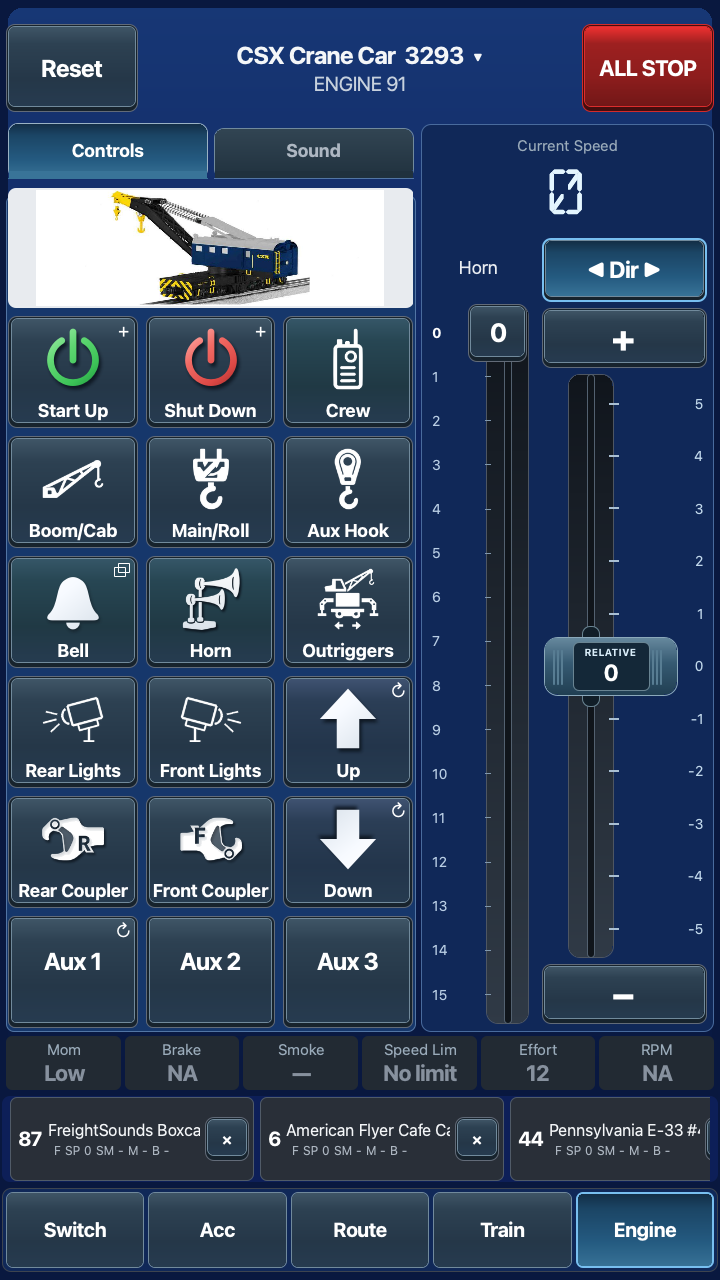 Reset
CSX Crane Car 3293 ▼
ENGINE 91
ALL STOP
Controls
Sound
Current Speed
0
Horn
◀ Dir ▶
0
0
1
2
3
4
5
6
7
8
9
10
11
12
13
14
15
+
5
4
3
2
1
0
-1
-2
-3
-4
-5
RELATIVE
0
−
Start Up
Shut Down
Crew
Boom/Cab
Main/Roll
Aux Hook
Bell
Horn
Outriggers
Rear Lights
Front Lights
Up
R
F
Rear Coupler
Front Coupler
Down
Aux 1
Aux 2
Aux 3
Mom
Low
Brake
NA
Smoke
—
Speed Lim
No limit
Effort
12
RPM
NA
87 FreightSounds Boxca
F SP 0 SM - M - B -
×
6 American Flyer Cafe Ca
F SP 0 SM - M - B -
×
44 Pennsylvania E-33 #4
F SP 0 SM - M - B -
Switch
Acc
Route
Train
Engine